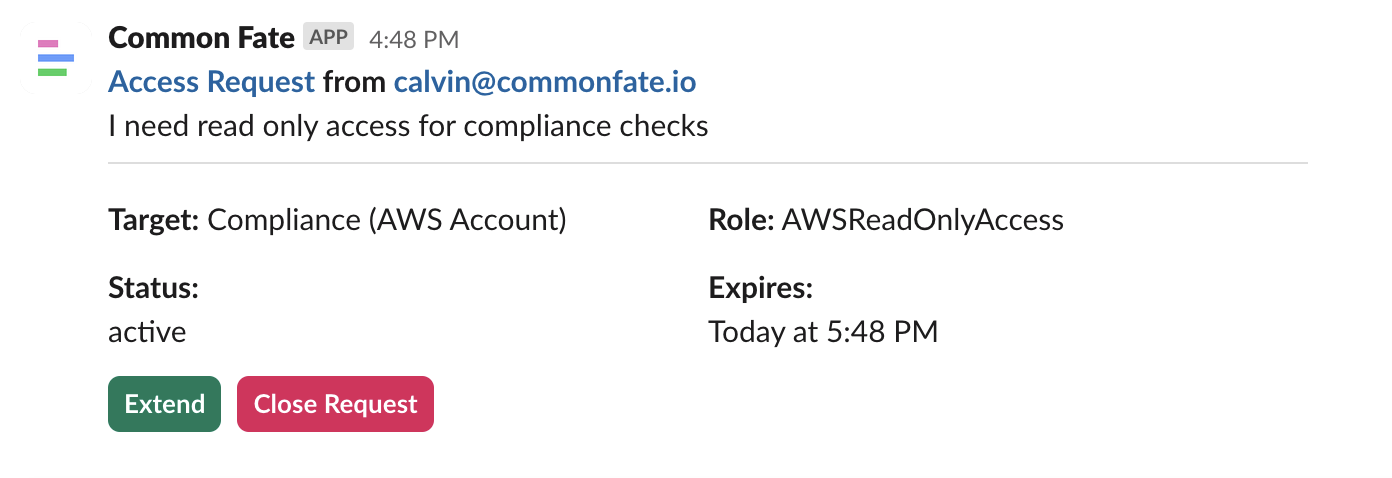 Common Fate APP 4:48 PM
Access Request from calvin@commonfate.io
I need read only access for compliance checks
Target: Compliance (AWS Account)
Role: AWSReadOnlyAccess
Status:
active
Expires:
Today at 5:48 PM
Extend
Close Request